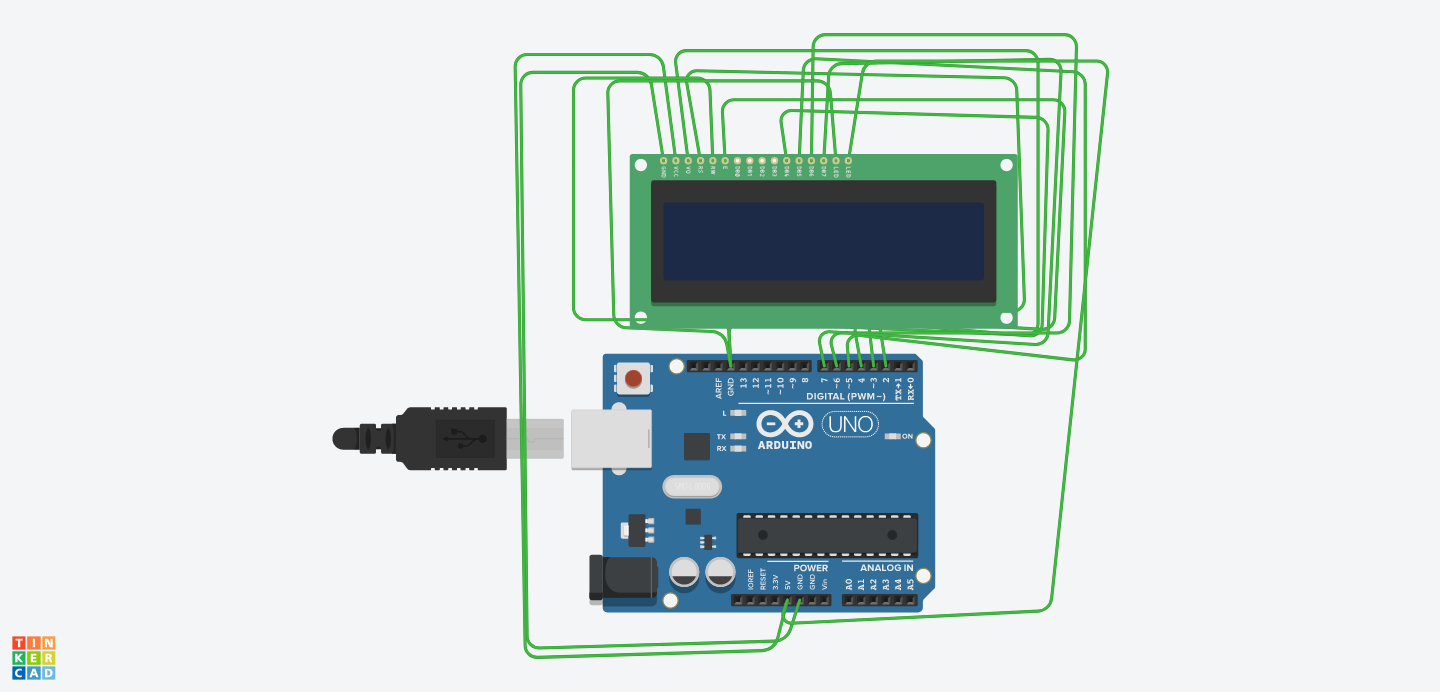 GND VCC V0 RS RW E DB0 DB1 DB2 DB3 DB4 DB5 DB6 DB7 LED LED
AREF GND 13 12 ~11 ~10 ~9 8 7 ~6 ~5 4 ~3 2 TX→1 RX←0
DIGITAL (PWM~)
L
TX
RX
ARDUINO
UNO
ON
POWER
ANALOG IN
IOREF RESET 3.3V 5V GND GND Vin A0 A1 A2 A3 A4 A5
TIN
KER
CAD